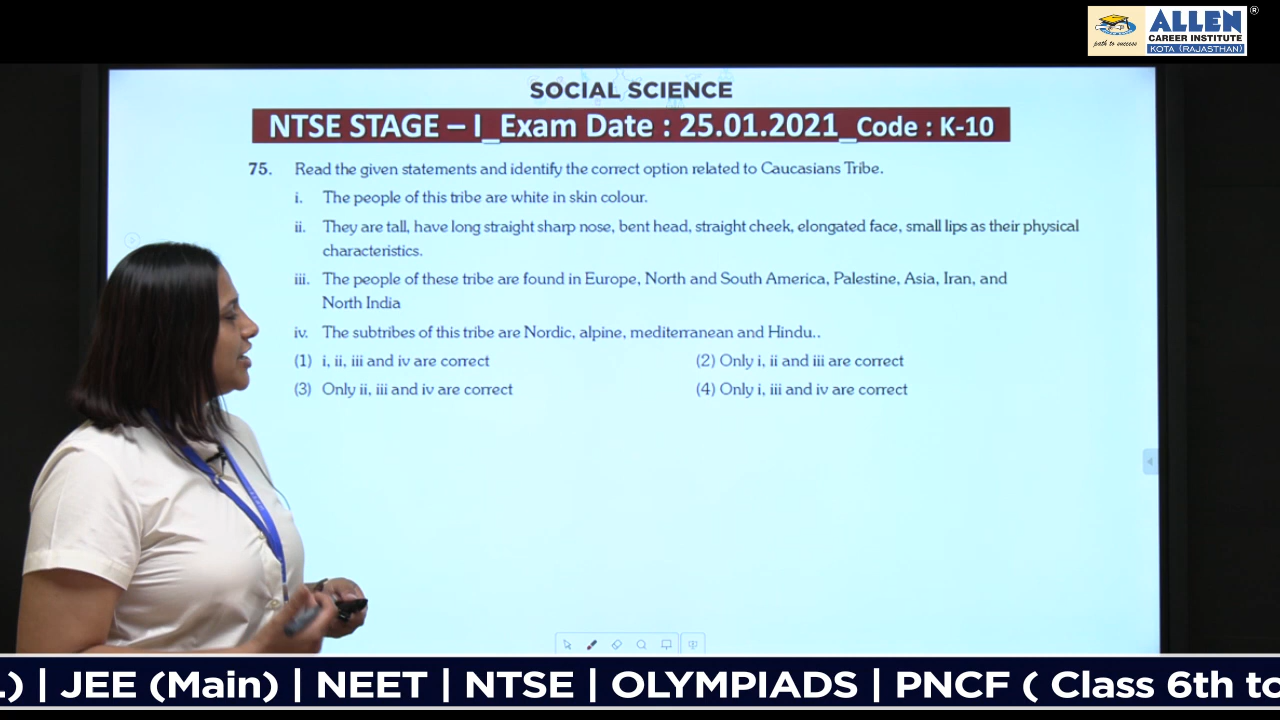 ALLEN
®
path to success
CAREER INSTITUTE
KOTA (RAJASTHAN)
SOCIAL SCIENCE
NTSE STAGE – I_Exam Date : 25.01.2021_Code : K-10
75. Read the given statements and identify the correct option related to Caucasians Tribe.
i. The people of this tribe are white in skin colour.
ii. They are tall, have long straight sharp nose, bent head, straight cheek, elongated face, small lips as their physical
characteristics.
iii. The people of these tribe are found in Europe, North and South America, Palestine, Asia, Iran, and
North India
iv. The subtribes of this tribe are Nordic, alpine, mediterranean and Hindu..
(1) i, ii, iii and iv are correct (2) Only i, ii and iii are correct
(3) Only ii, iii and iv are correct (4) Only i, iii and iv are correct
.) | JEE (Main) | NEET | NTSE | OLYMPIADS | PNCF ( Class 6th to